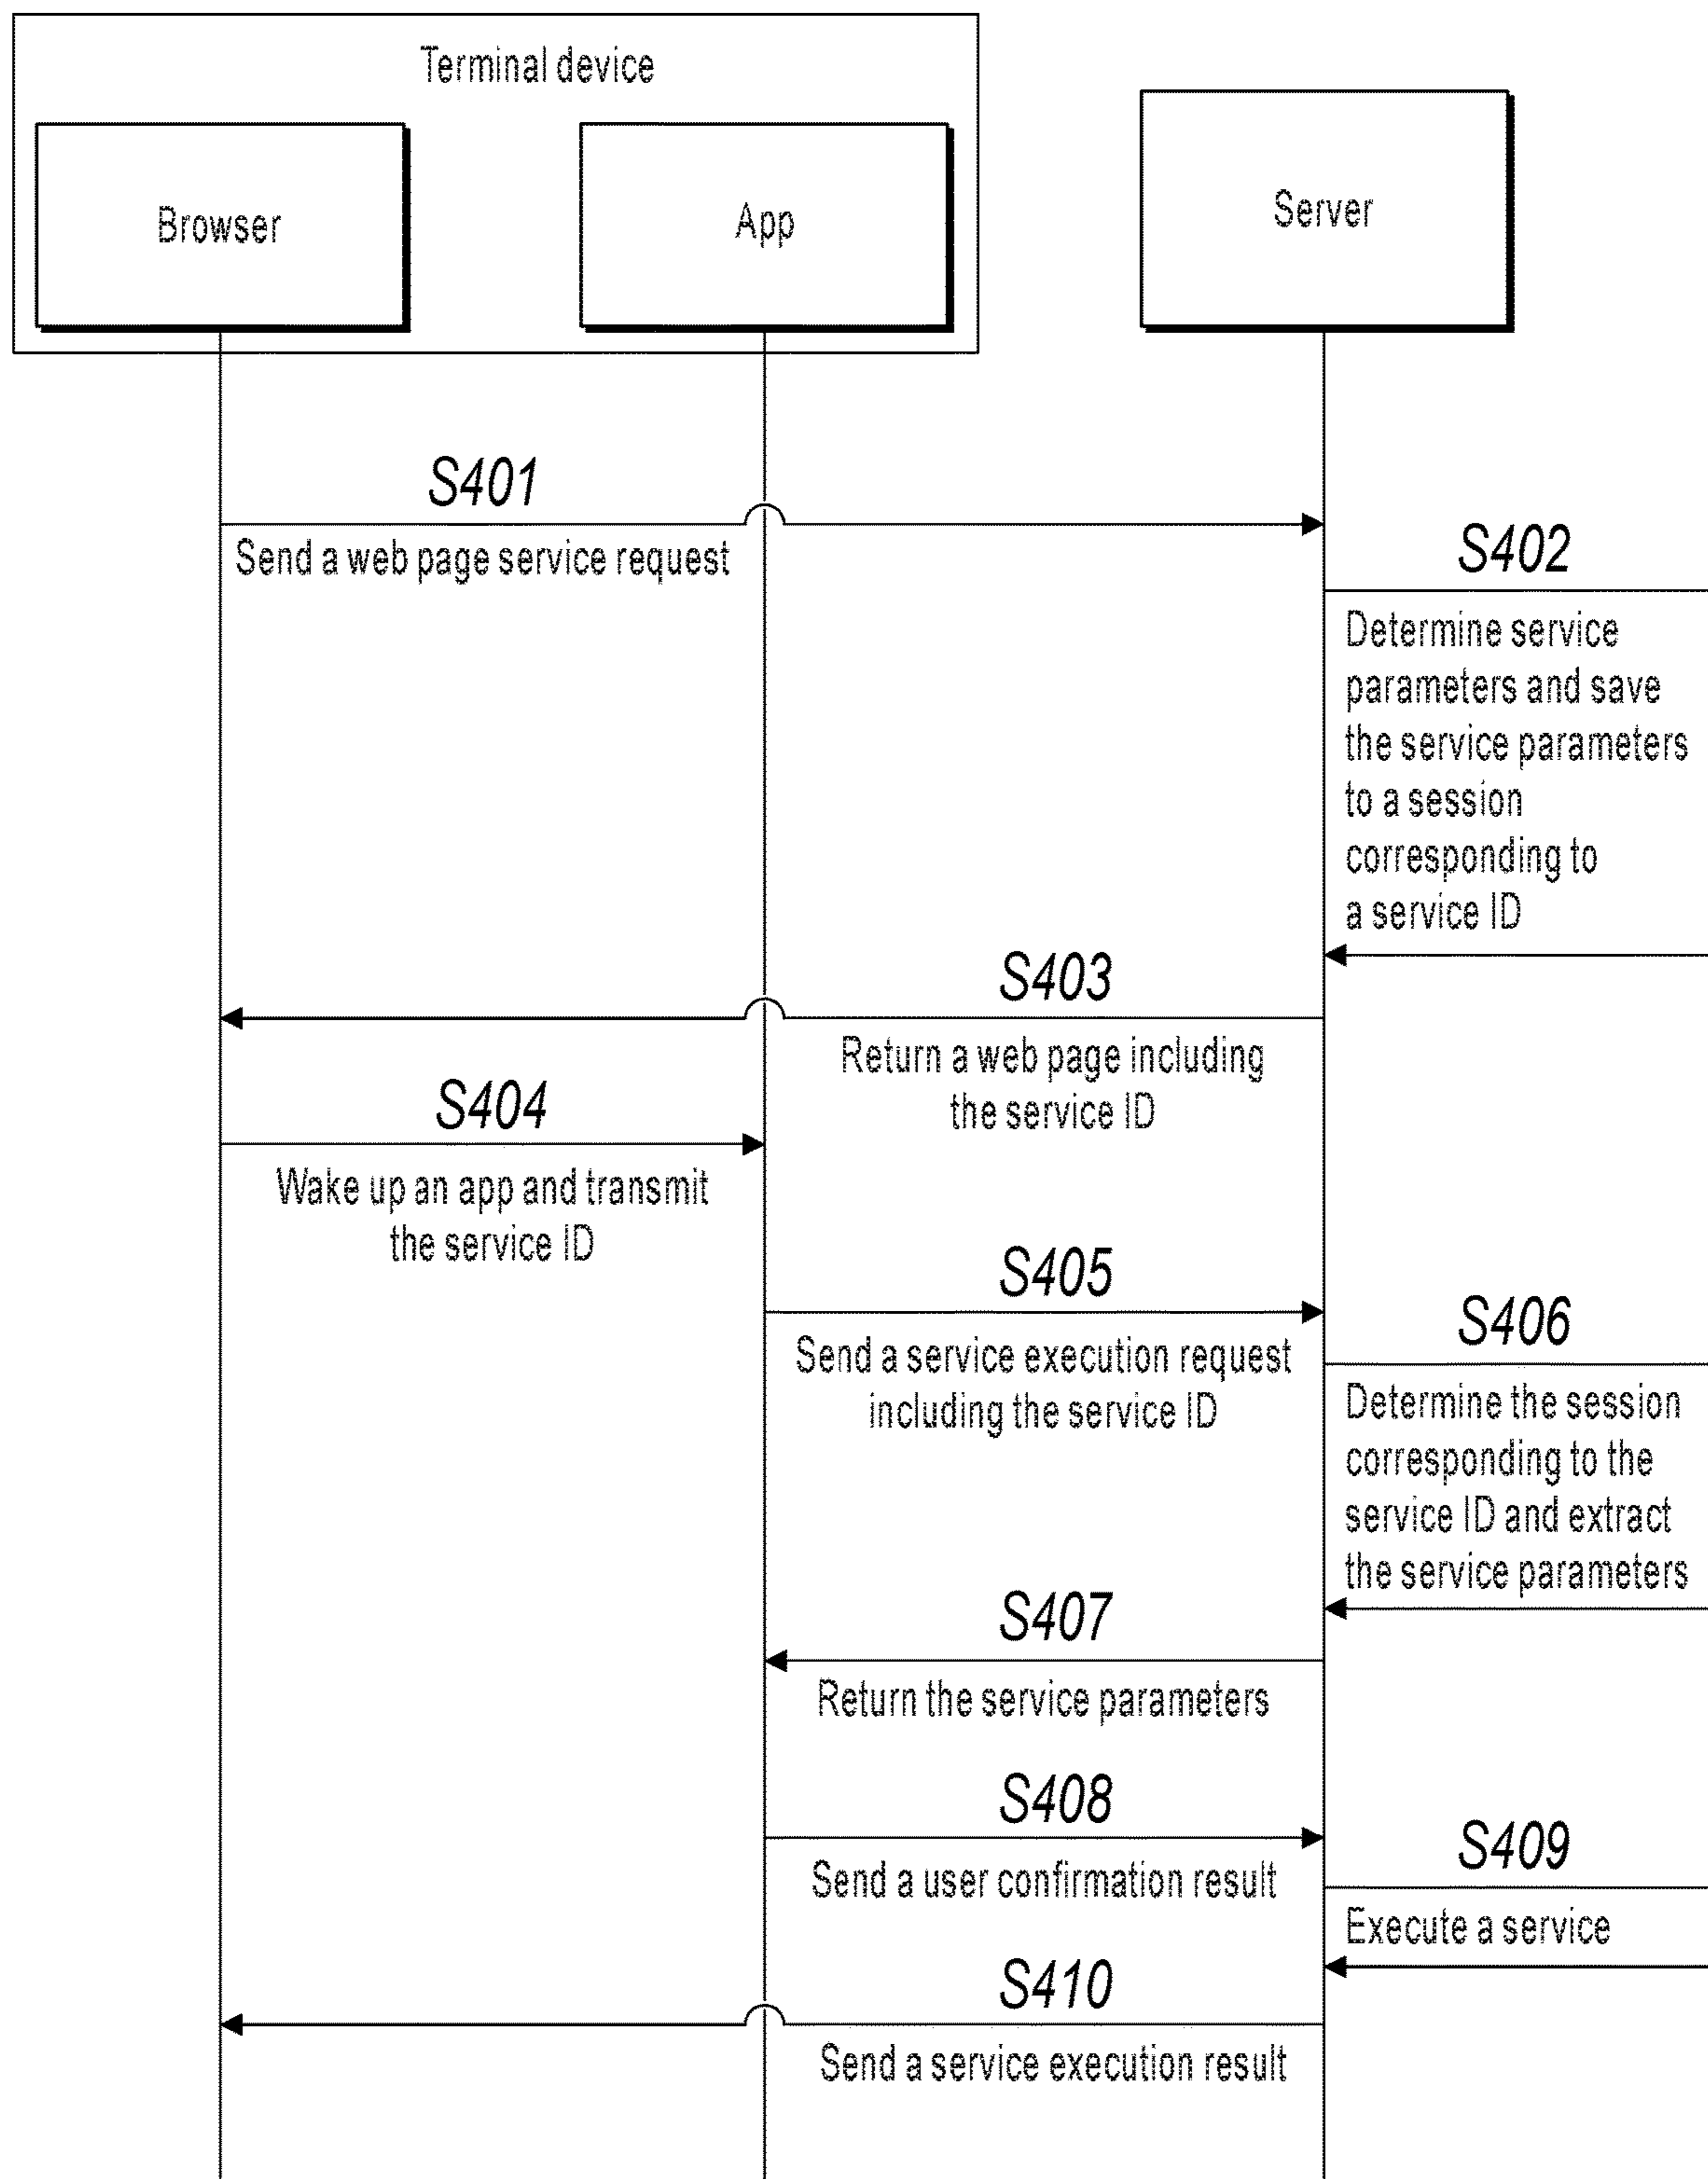 Terminal device
Browser
App
Server
S401
Send a web page service request
S402
Determine service
parameters and save
the service parameters
to a session
corresponding to
a service ID
S403
Return a web page including
the service ID
S404
Wake up an app and transmit
the service ID
S405
Send a service execution request
including the service ID
S406
Determine the session
corresponding to the
service ID and extract
the service parameters
S407
Return the service parameters
S408
Send a user confirmation result
S409
Execute a service
S410
Send a service execution result